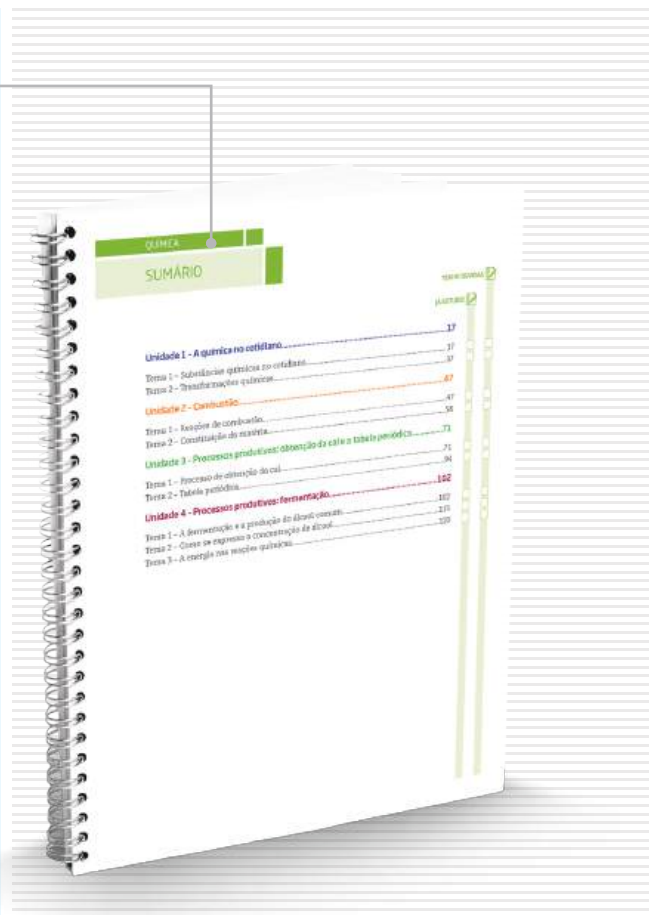 QUÍMICA
SUMÁRIO
TENHO DÚVIDAS
JÁ ESTUDEI
Unidade 1 – A química no cotidiano 17
Tema 1 – Substâncias químicas no cotidiano 17
Tema 2 – Transformações químicas 37
Unidade 2 – Combustão 47
Tema 1 – Reações de combustão 47
Tema 2 – Constituição da matéria 58
Unidade 3 – Processos produtivos: obtenção da cal e a tabela periódica 71
Tema 1 – Processo de obtenção da cal 71
Tema 2 – Tabela periódica
Unidade 4 – Processos produtivos: fermentação 102
Tema 1 – A fermentação e a produção do álcool comum 102
Tema 2 – Como se expressa a concentração de álcool
Tema 3 – A energia nas reações químicas